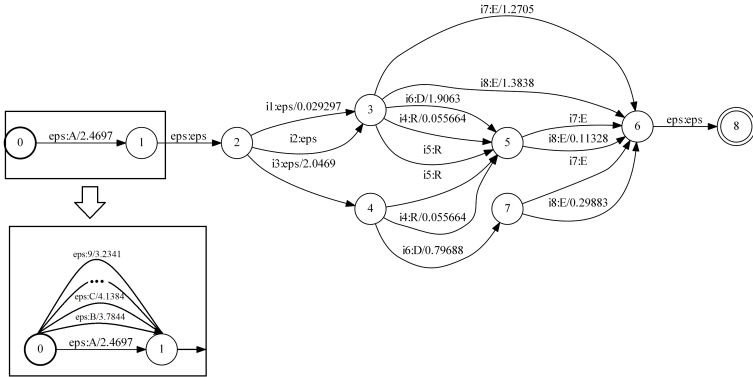 i7:E/1.2705
i8:E/1.3838
i1:eps/0.029297
3
i6:D/1.9063
i4:R/0.055664
i7:E
6
eps:eps
8
0
eps:A/2.4697
1
eps:eps
2
i2:eps
5
i8:E/0.11328
i3:eps/2.0469
i5:R
i7:E
i5:R
4
i4:R/0.055664
7
i8:E/0.29883
i6:D/0.79688
eps:9/3.2341
...
eps:C/4.1384
eps:B/3.7844
0
eps:A/2.4697
1